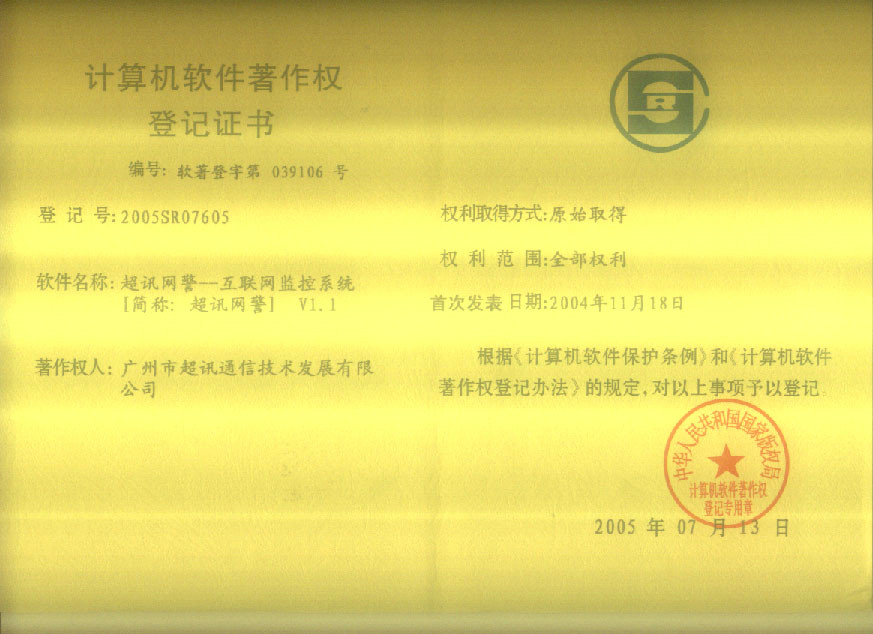 计算机软件著作权
登记证书
编号: 软著登字第 039106 号
登 记 号: 2005SR07605
软件名称: 超讯网警--互联网监控系统
[简称: 超讯网警] V1.1
著作权人: 广州市超讯通信技术发展有限
公司
SR
权利取得方式: 原始取得
权 利 范 围: 全部权利
首次发表日期: 2004年11月18日
根据《计算机软件保护条例》和《计算机软件
著作权登记办法》的规定, 对以上事项予以登记。
中华人民共和国国家版权局
计算机软件著作权
登记专用章
2005 年 07 月 13 日